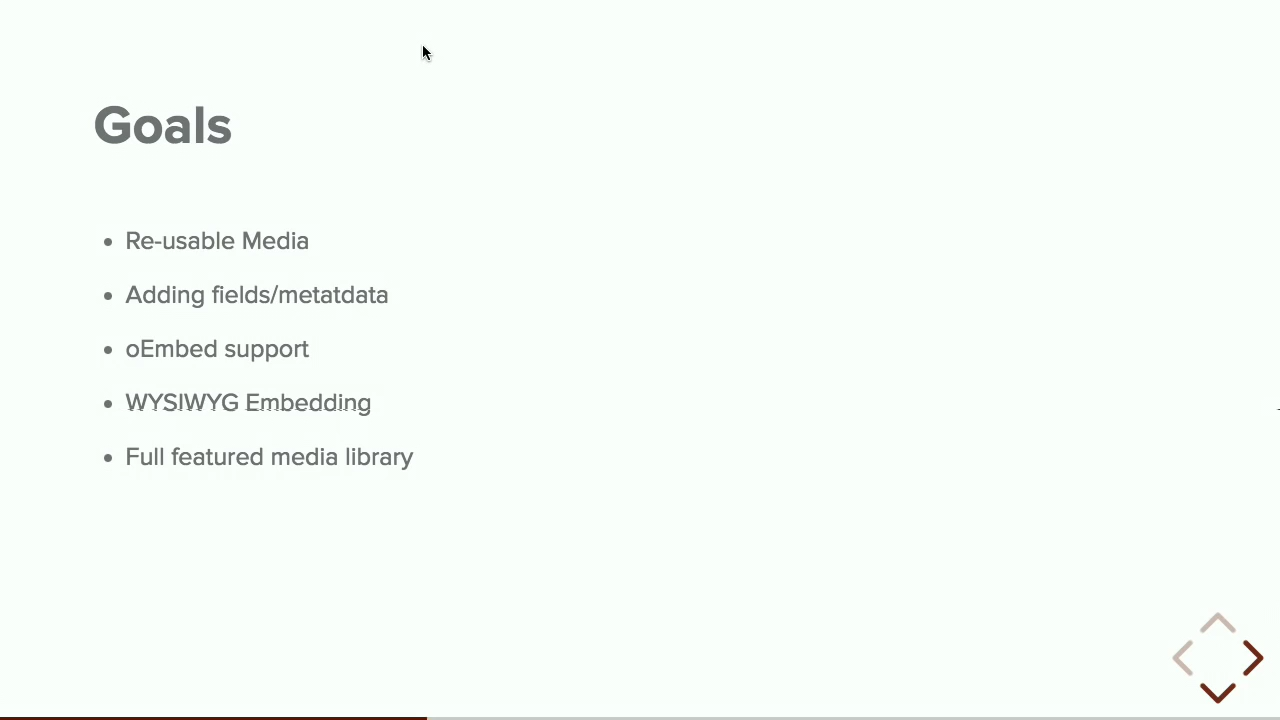 Goals
Re-usable Media
Adding fields/metatdata
oEmbed support
WYSIWYG Embedding
Full featured media library